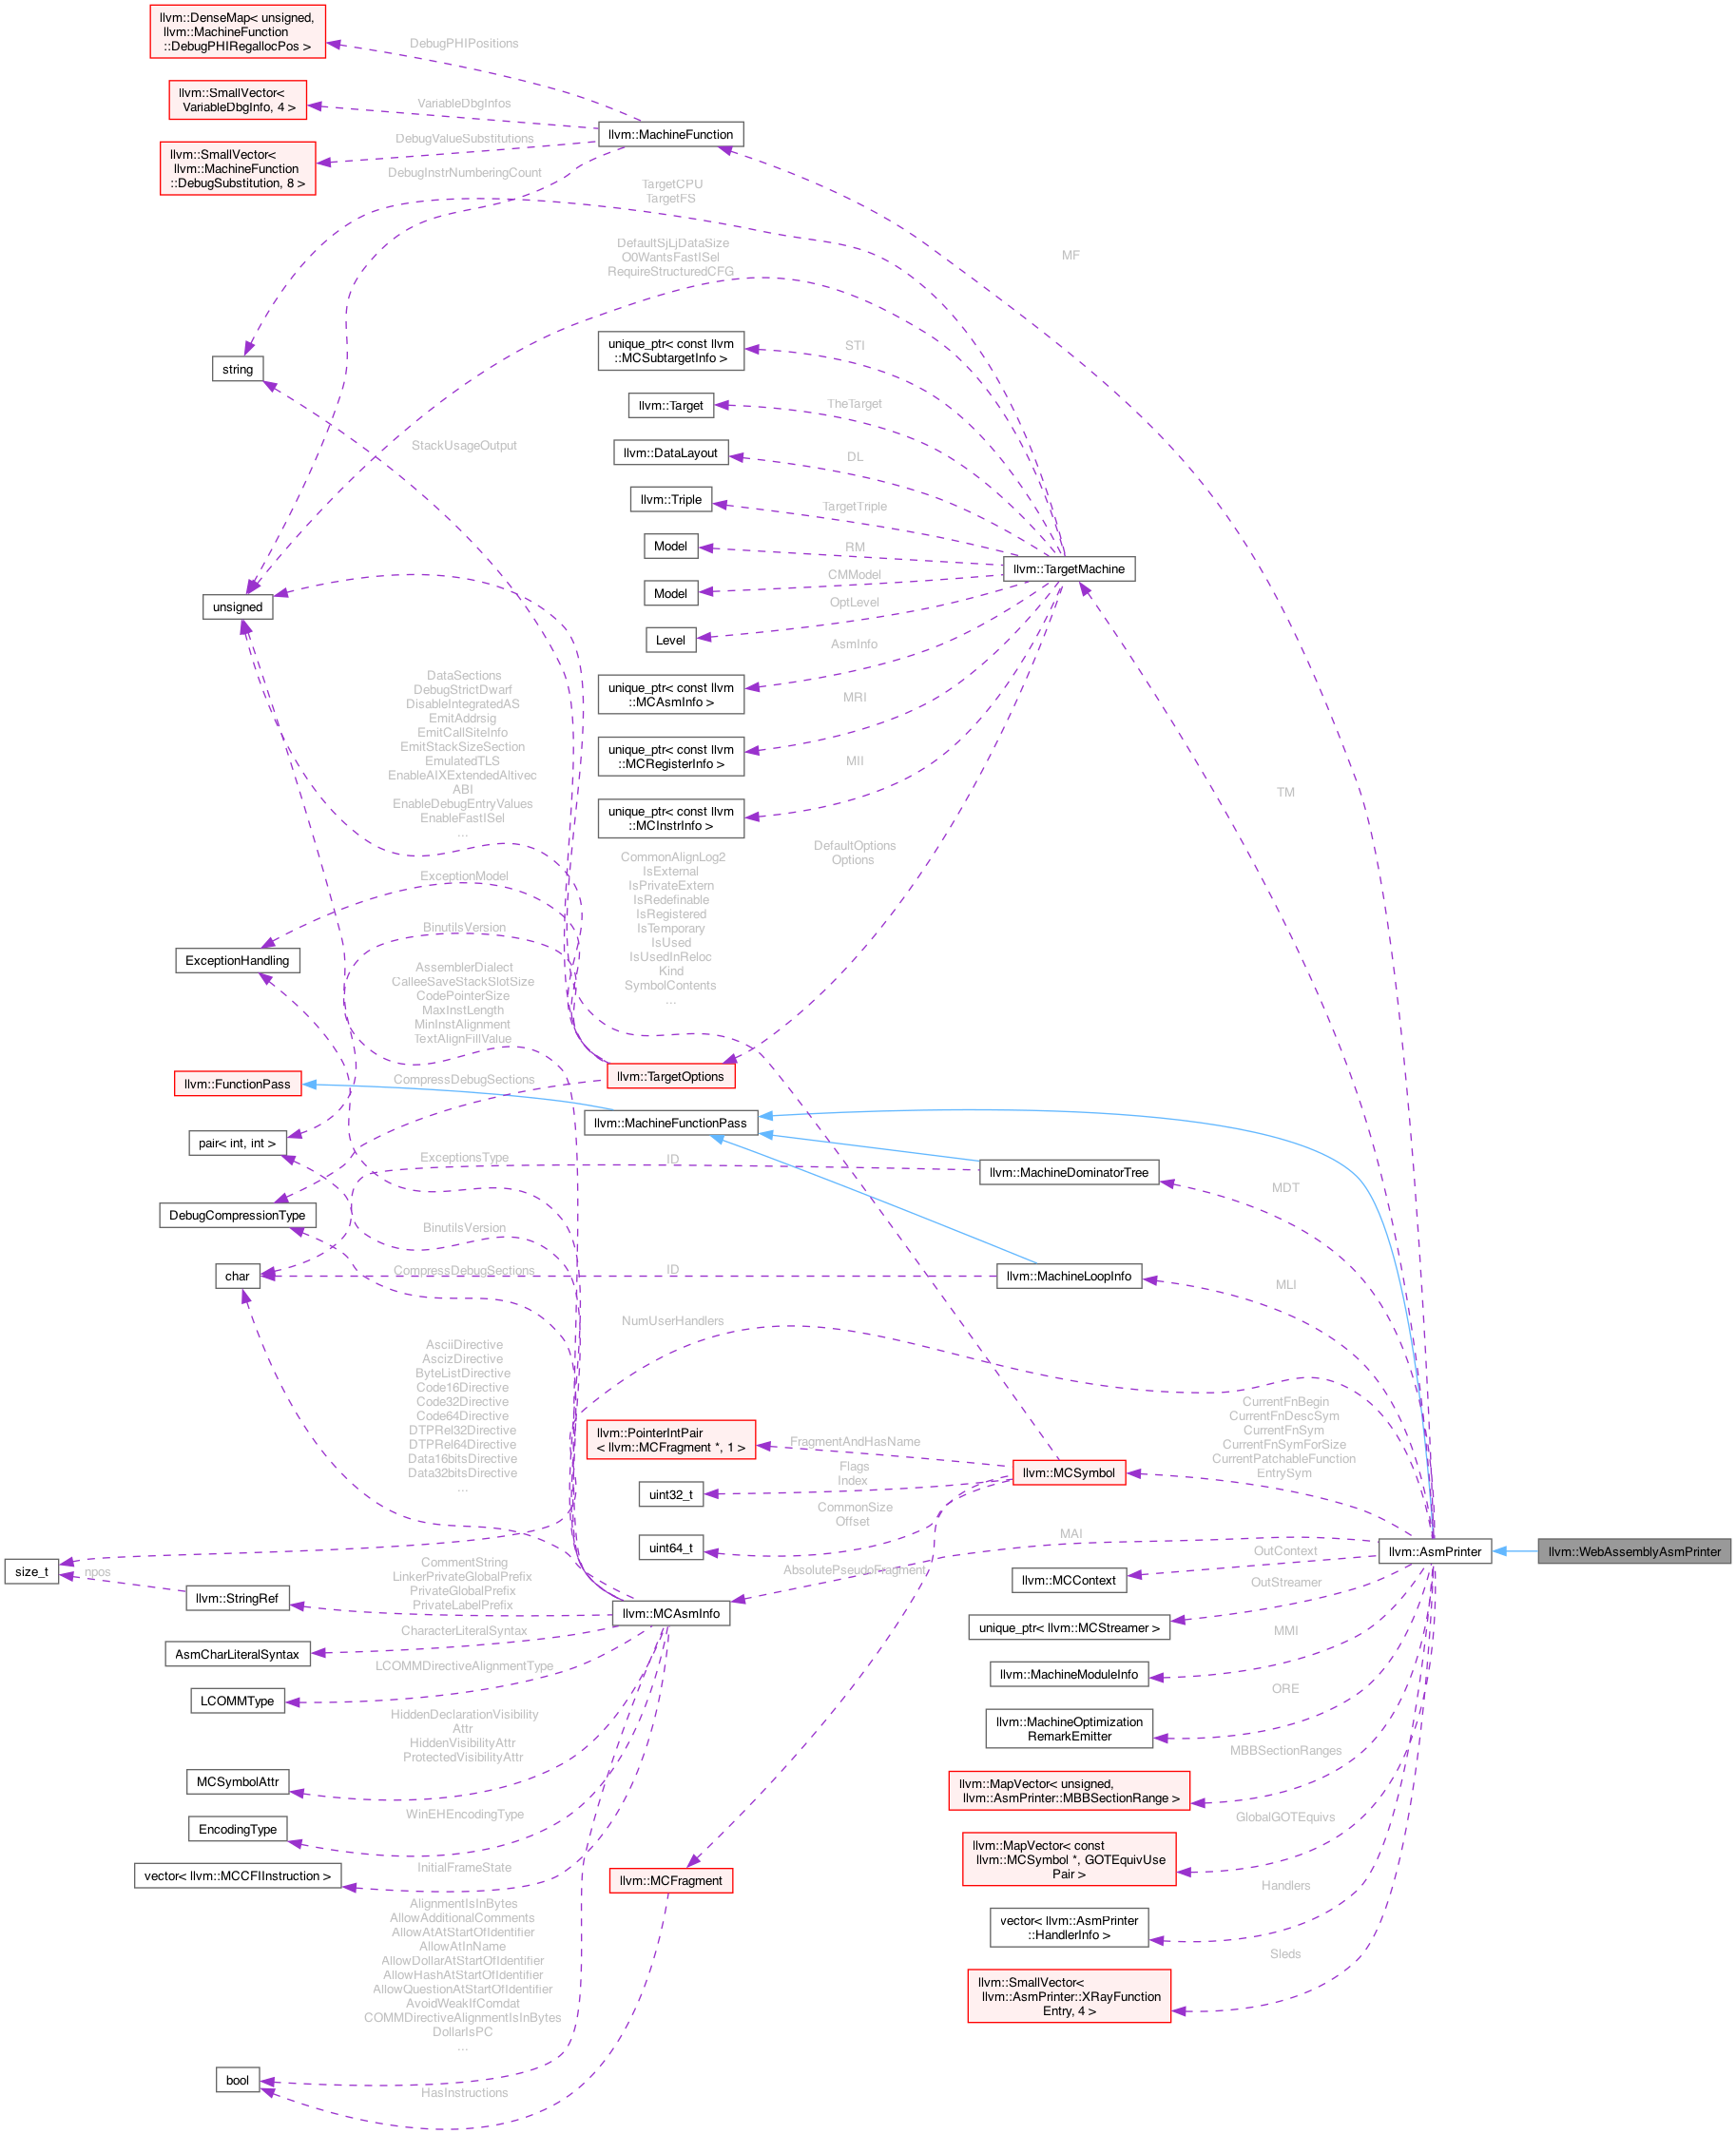 llvm::DenseMap< unsigned,
llvm::MachineFunction
::DebugPHIRegallocPos >
DebugPHIPositions
llvm::SmallVector<
VariableDbgInfo, 4 >
VariableDbgInfos
llvm::MachineFunction
llvm::SmallVector<
llvm::MachineFunction
::DebugSubstitution, 8 >
DebugValueSubstitutions
DebugInstrNumberingCount
TargetCPU
TargetFS
DefaultSjLjDataSize
O0WantsFastISel
RequireStructuredCFG
MF
string
unique_ptr< const llvm
::MCSubtargetInfo >
STI
llvm::Target
TheTarget
StackUsageOutput
llvm::DataLayout
DL
llvm::Triple
TargetTriple
Model
RM
llvm::TargetMachine
Model
CMModel
unsigned
Level
OptLevel
AsmInfo
unique_ptr< const llvm
::MCAsmInfo >
MRI
unique_ptr< const llvm
::MCRegisterInfo >
MII
unique_ptr< const llvm
::MCInstrInfo >
TM
DataSections
DebugStrictDwarf
DisableIntegratedAS
EmitAddrsig
EmitCallSiteInfo
EmitStackSizeSection
EmulatedTLS
EnableAIXExtendedAltivec
ABI
EnableDebugEntryValues
EnableFastISel
...
DefaultOptions
Options
ExceptionModel
CommonAlignLog2
IsExternal
IsPrivateExtern
IsRedefinable
IsRegistered
IsTemporary
IsUsed
IsUsedInReloc
Kind
SymbolContents
...
BinutilsVersion
ExceptionHandling
AssemblerDialect
CalleeSaveStackSlotSize
CodePointerSize
MaxInstLength
MinInstAlignment
TextAlignFillValue
llvm::TargetOptions
llvm::FunctionPass
CompressDebugSections
llvm::MachineFunctionPass
pair< int, int >
ExceptionsType
ID
llvm::MachineDominatorTree
MDT
DebugCompressionType
BinutilsVersion
char
CompressDebugSections
ID
llvm::MachineLoopInfo
MLI
NumUserHandlers
AsciiDirective
AscizDirective
ByteListDirective
Code16Directive
Code32Directive
Code64Directive
DTPRel32Directive
DTPRel64Directive
Data16bitsDirective
Data32bitsDirective
...
llvm::PointerIntPair
< llvm::MCFragment *, 1 >
FragmentAndHasName
llvm::MCSymbol
CurrentFnBegin
CurrentFnDescSym
CurrentFnSym
CurrentFnSymForSize
CurrentPatchableFunction
EntrySym
Flags
Index
uint32_t
CommonSize
Offset
uint64_t
MAI
llvm::AsmPrinter
llvm::WebAssemblyAsmPrinter
size_t
npos
llvm::StringRef
CommentString
LinkerPrivateGlobalPrefix
PrivateGlobalPrefix
PrivateLabelPrefix
AbsolutePseudoFragment
llvm::MCAsmInfo
OutContext
llvm::MCContext
OutStreamer
unique_ptr< llvm::MCStreamer >
AsmCharLiteralSyntax
CharacterLiteralSyntax
MMI
llvm::MachineModuleInfo
LCOMMType
LCOMMDirectiveAlignmentType
ORE
llvm::MachineOptimization
RemarkEmitter
HiddenDeclarationVisibility
Attr
HiddenVisibilityAttr
ProtectedVisibilityAttr
MCSymbolAttr
MBBSectionRanges
llvm::MapVector< unsigned,
llvm::AsmPrinter::MBBSectionRange >
EncodingType
WinEHEncodingType
GlobalGOTEquivs
llvm::MapVector< const
llvm::MCSymbol *, GOTEquivUse
Pair >
vector< llvm::MCCFIInstruction >
InitialFrameState
llvm::MCFragment
Handlers
vector< llvm::AsmPrinter
::HandlerInfo >
AlignmentIsInBytes
AllowAdditionalComments
AllowAtAtStartOfIdentifier
AllowAtInName
AllowDollarAtStartOfIdentifier
AllowHashAtStartOfIdentifier
AllowQuestionAtStartOfIdentifier
AvoidWeakIfComdat
COMMDirectiveAlignmentIsInBytes
DollarIsPC
...
Sleds
llvm::SmallVector<
llvm::AsmPrinter::XRayFunction
Entry, 4 >
bool
HasInstructions